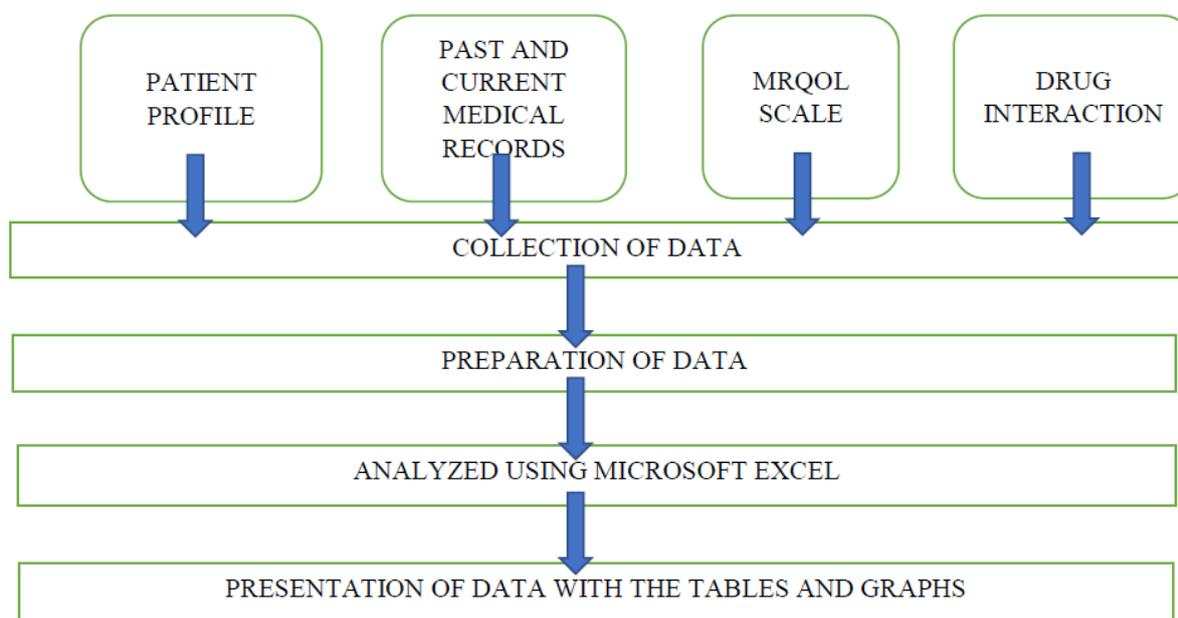 PATIENT
PROFILE
PAST AND
CURRENT
MEDICAL
RECORDS
MRQOL
SCALE
DRUG
INTERACTION
COLLECTION OF DATA
PREPARATION OF DATA
ANALYZED USING MICROSOFT EXCEL
PRESENTATION OF DATA WITH THE TABLES AND GRAPHS